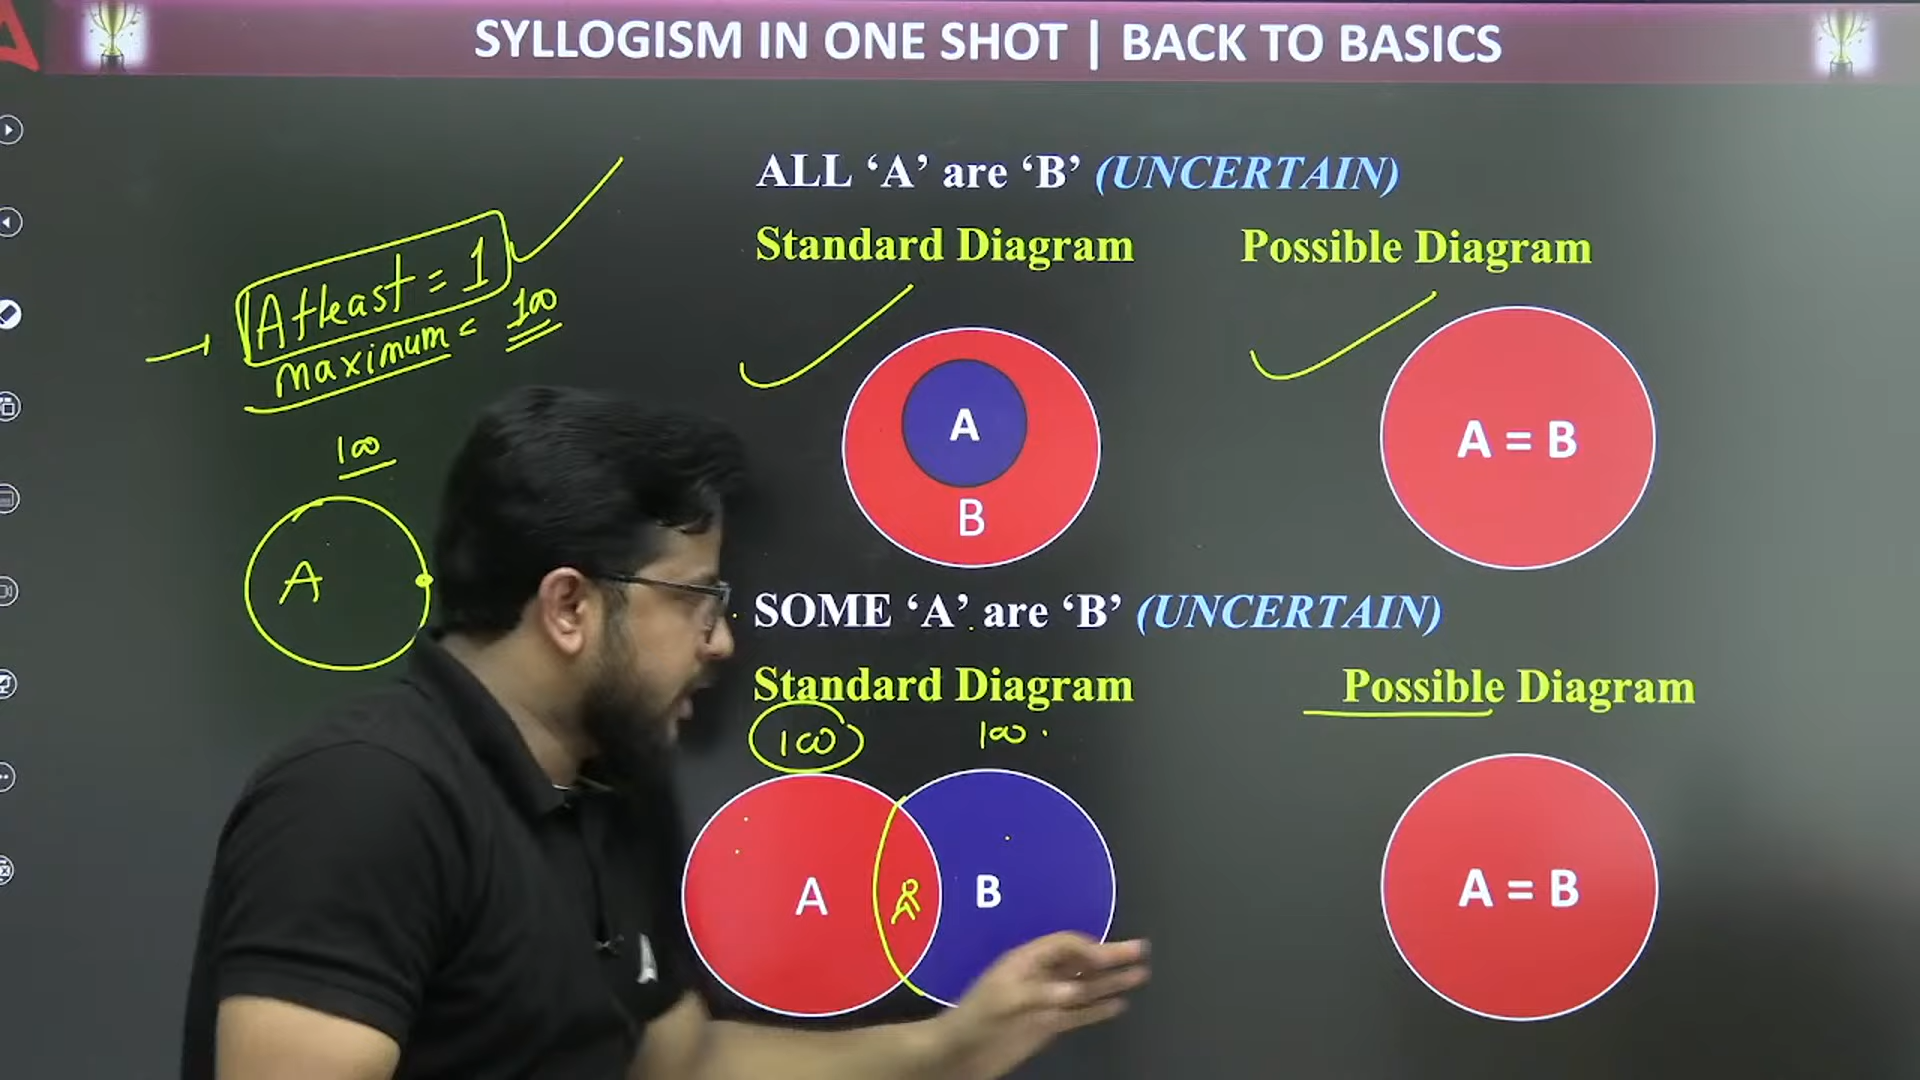 SYLLOGISM IN ONE SHOT | BACK TO BASICS
ALL ‘A’ are ‘B’ (UNCERTAIN)
Standard Diagram
Possible Diagram
Atleast = 1
maximum = 100
100
A
A
B
A = B
SOME ‘A’ are ‘B’ (UNCERTAIN)
Standard Diagram
Possible Diagram
100
100
A
B
A = B